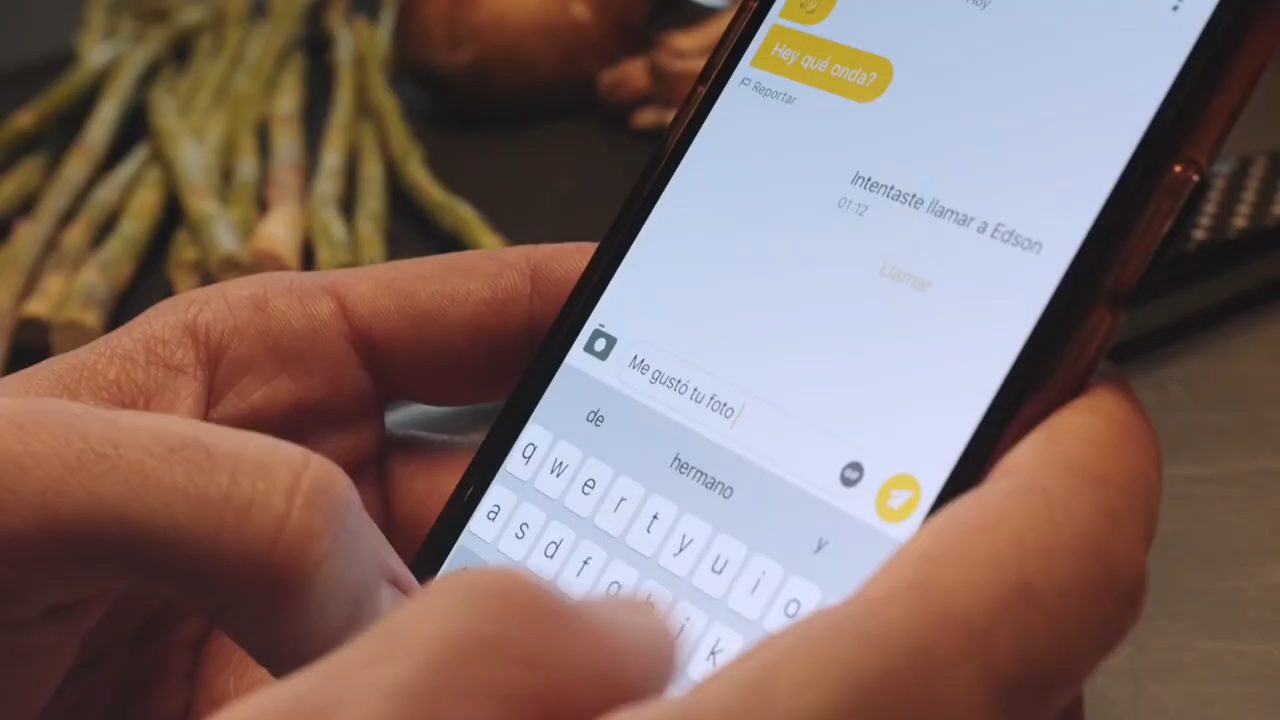 Hoy
Hey qué onda?
Reportar
Intentaste llamar a Edson
01:12
Llamar
Me gustó tu foto
de
hermano
y
q w e r t y u i o
a s d f g h j k